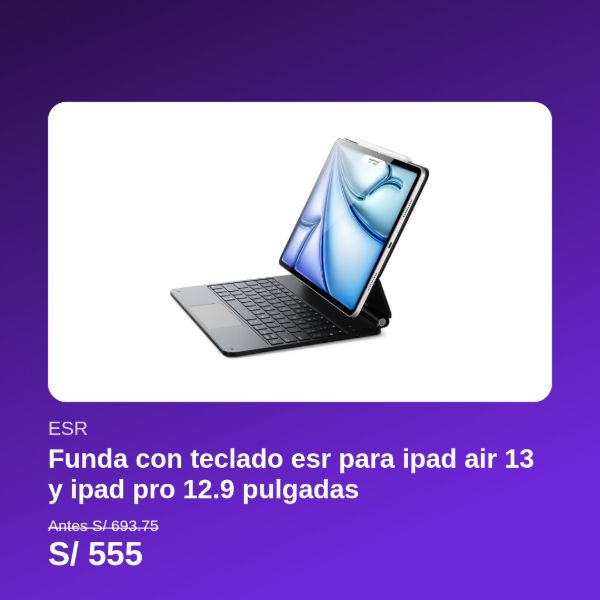 ESR
Funda con teclado esr para ipad air 13
y ipad pro 12.9 pulgadas
Antes S/ 693.75
S/ 555